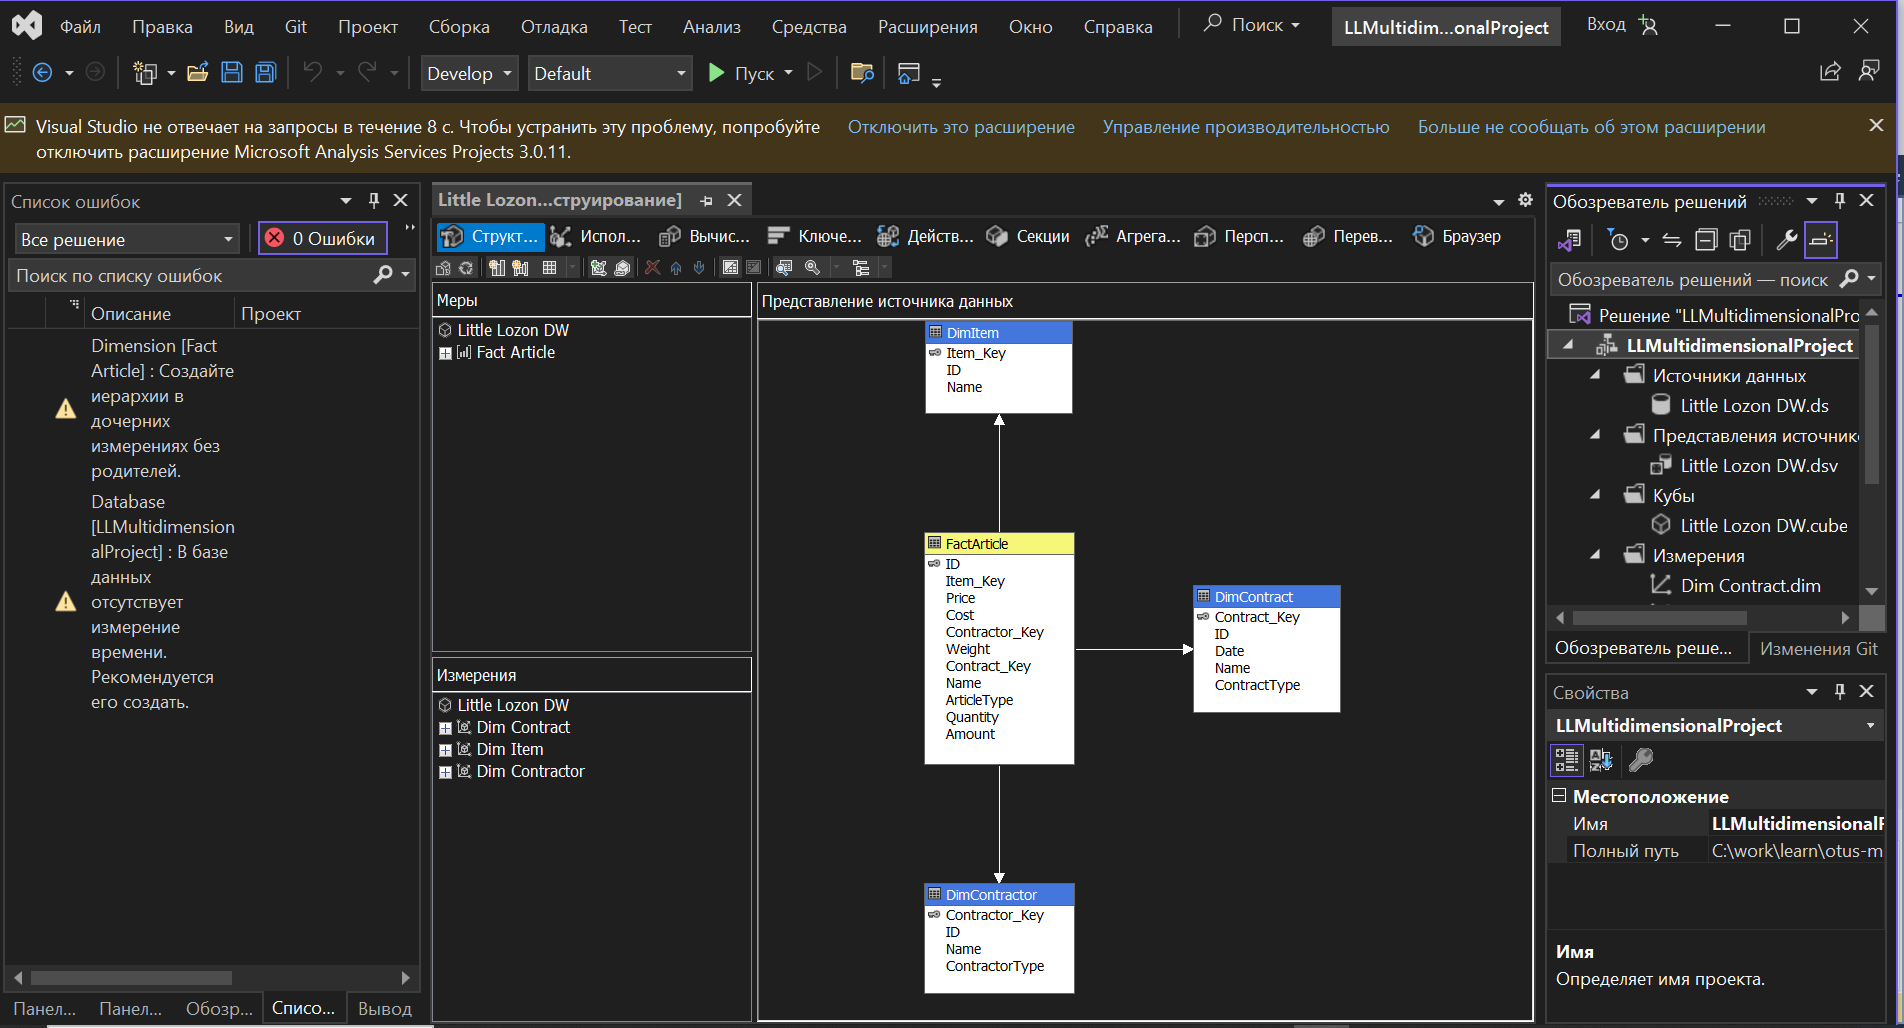 Файл Правка Вид Git Проект Сборка Отладка Тест Анализ Средства Расширения Окно Справка Поиск LLMultidim...onalProject Вход
Develop Default Пуск
Visual Studio не отвечает на запросы в течение 8 с. Чтобы устранить эту проблему, попробуйте
отключить расширение Microsoft Analysis Services Projects 3.0.11.
Отключить это расширение Управление производительностью Больше не сообщать об этом расширении
Список ошибок
Все решение 0 Ошибки
Поиск по списку ошибок
Описание Проект
Dimension [Fact
Article] : Создайте
иерархии в
дочерних
измерениях без
родителей.
Database
[LLMultidimension
alProject] : В базе
данных
отсутствует
измерение
времени.
Рекомендуется
его создать.
Панел... Панел... Обозр... Списо... Вывод
Little Lozon...струирование]
Структ... Испол... Вычис... Ключе... Действ... Секции Агрега... Персп... Перев... Браузер
Меры
Little Lozon DW
Fact Article
Измерения
Little Lozon DW
Dim Contract
Dim Item
Dim Contractor
Представление источника данных
DimItem
Item_Key
ID
Name
FactArticle
ID
Item_Key
Price
Cost
Contractor_Key
Weight
Contract_Key
Name
ArticleType
Quantity
Amount
DimContract
Contract_Key
ID
Date
Name
ContractType
DimContractor
Contractor_Key
ID
Name
ContractorType
Обозреватель решений
Обозреватель решений — поиск
Решение "LLMultidimensionalPro
LLMultidimensionalProject
Источники данных
Little Lozon DW.ds
Представления источник
Little Lozon DW.dsv
Кубы
Little Lozon DW.cube
Измерения
Dim Contract.dim
Обозреватель реше... Изменения Git
Свойства
LLMultidimensionalProject
Местоположение
Имя LLMultidimensionalF
Полный путь C:\work\learn\otus-m
Имя
Определяет имя проекта.